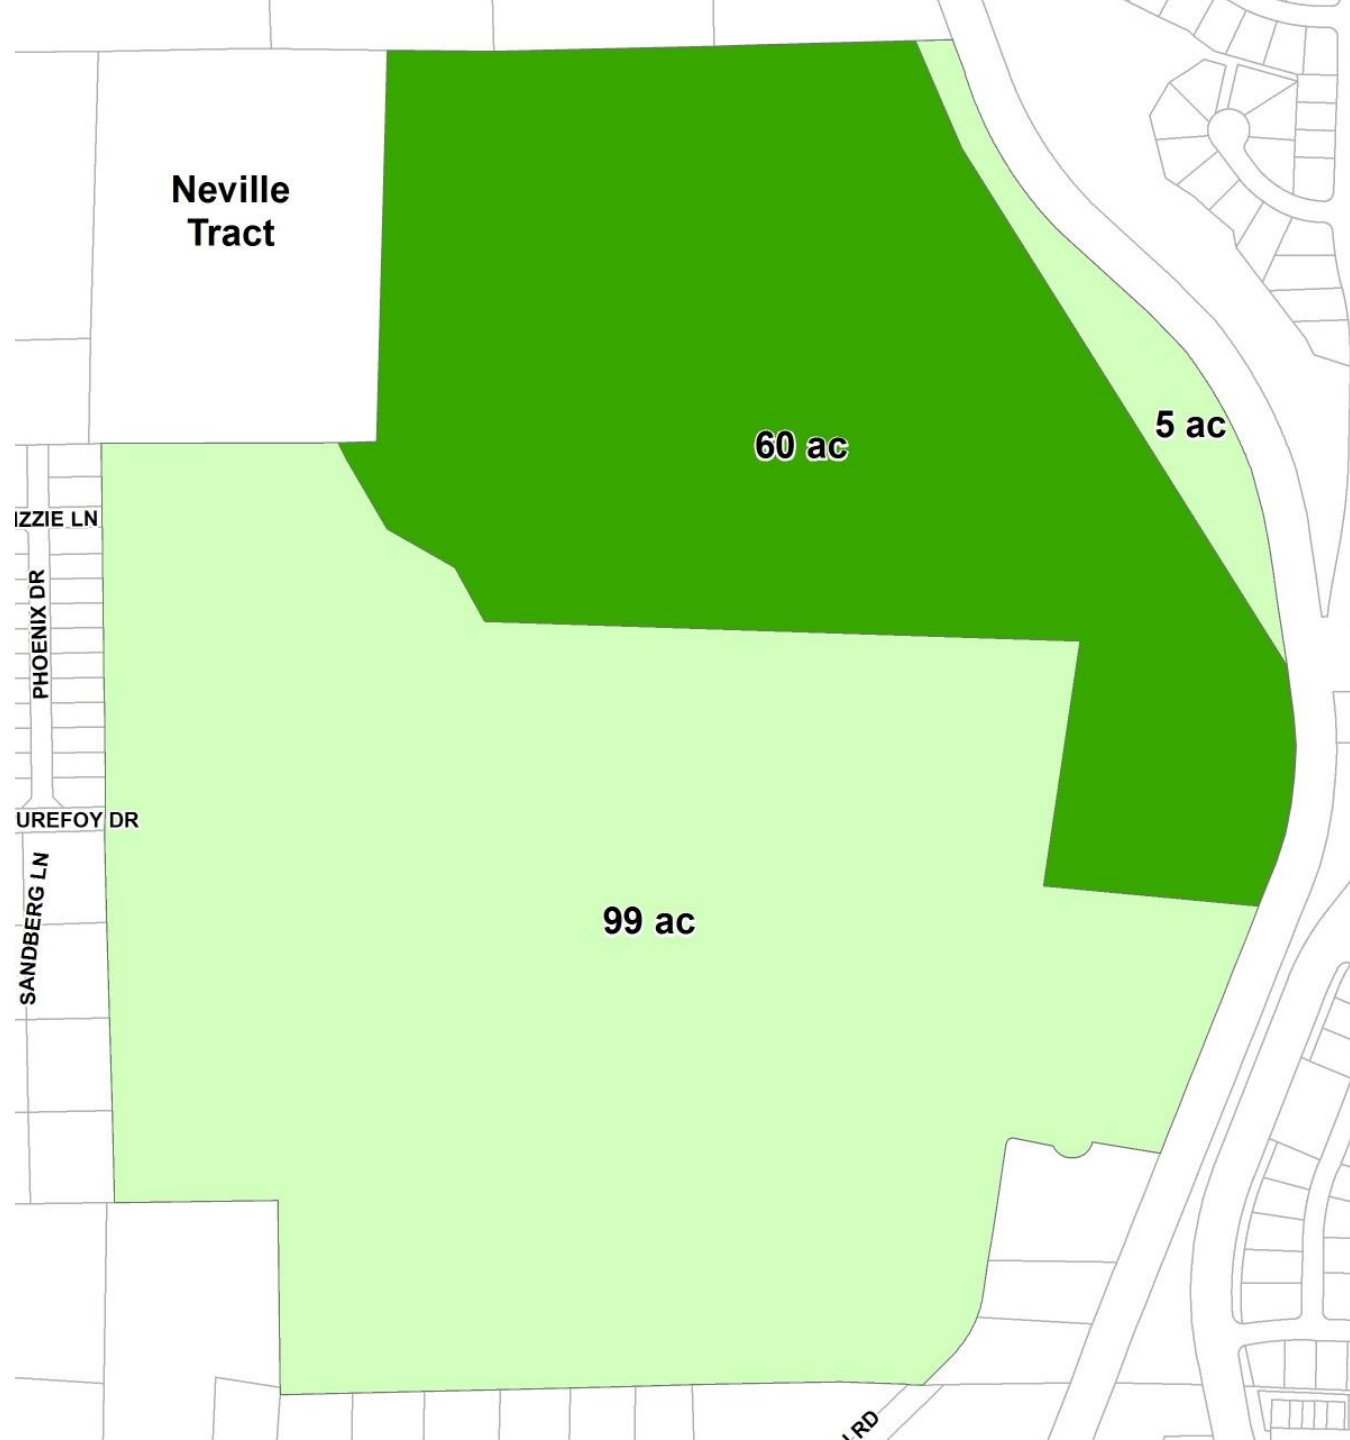 Neville
Tract
5 ac
60 ac
IZZIE LN
PHOENIX DR
UREFOY DR
SANDBERG LN
99 ac
RD